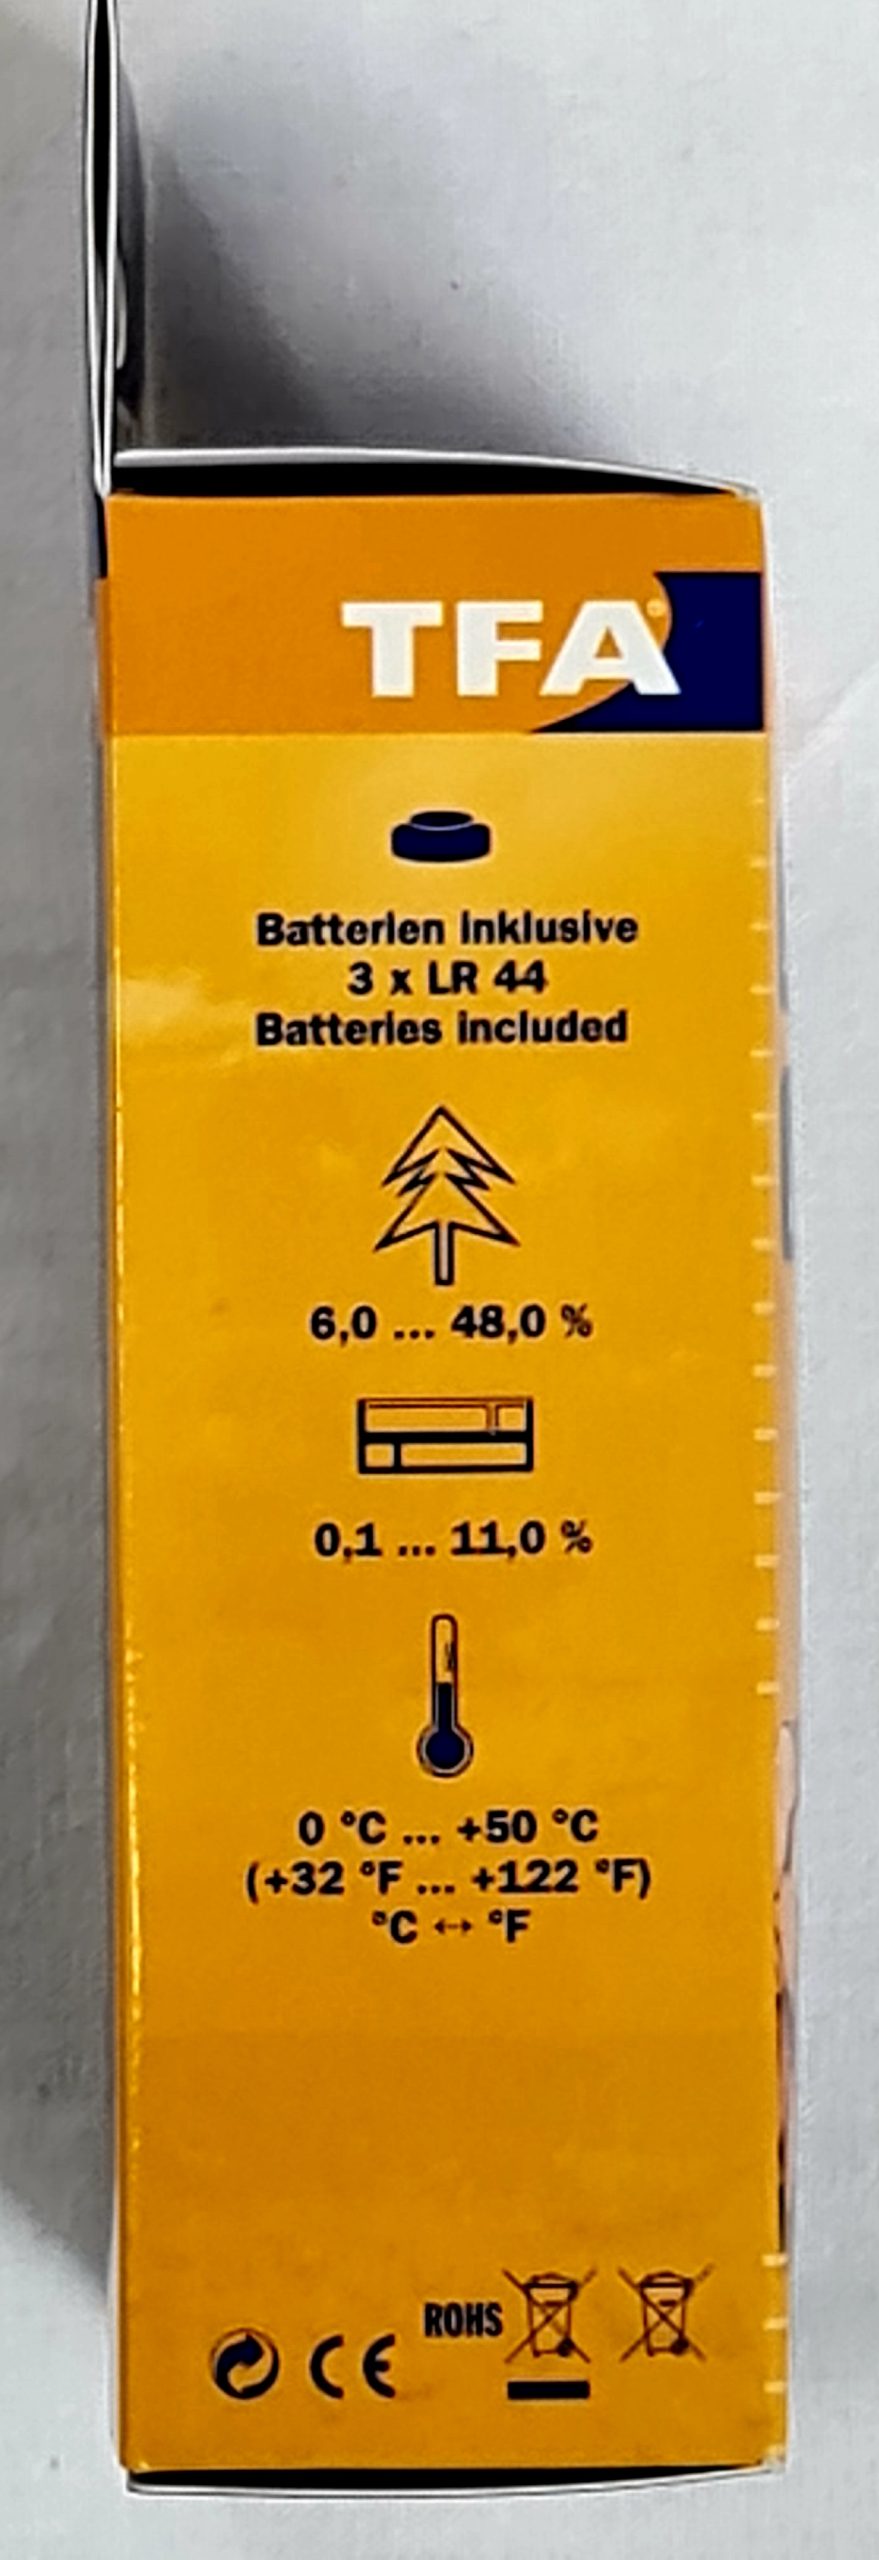 TFA®
Batterien inklusive
3 x LR 44
Batteries included
6,0 ... 48,0 %
0,1 ... 11,0 %
0 °C ... +50 °C
(+32 °F ... +122 °F)
°C ↔ °F
ROHS
CE